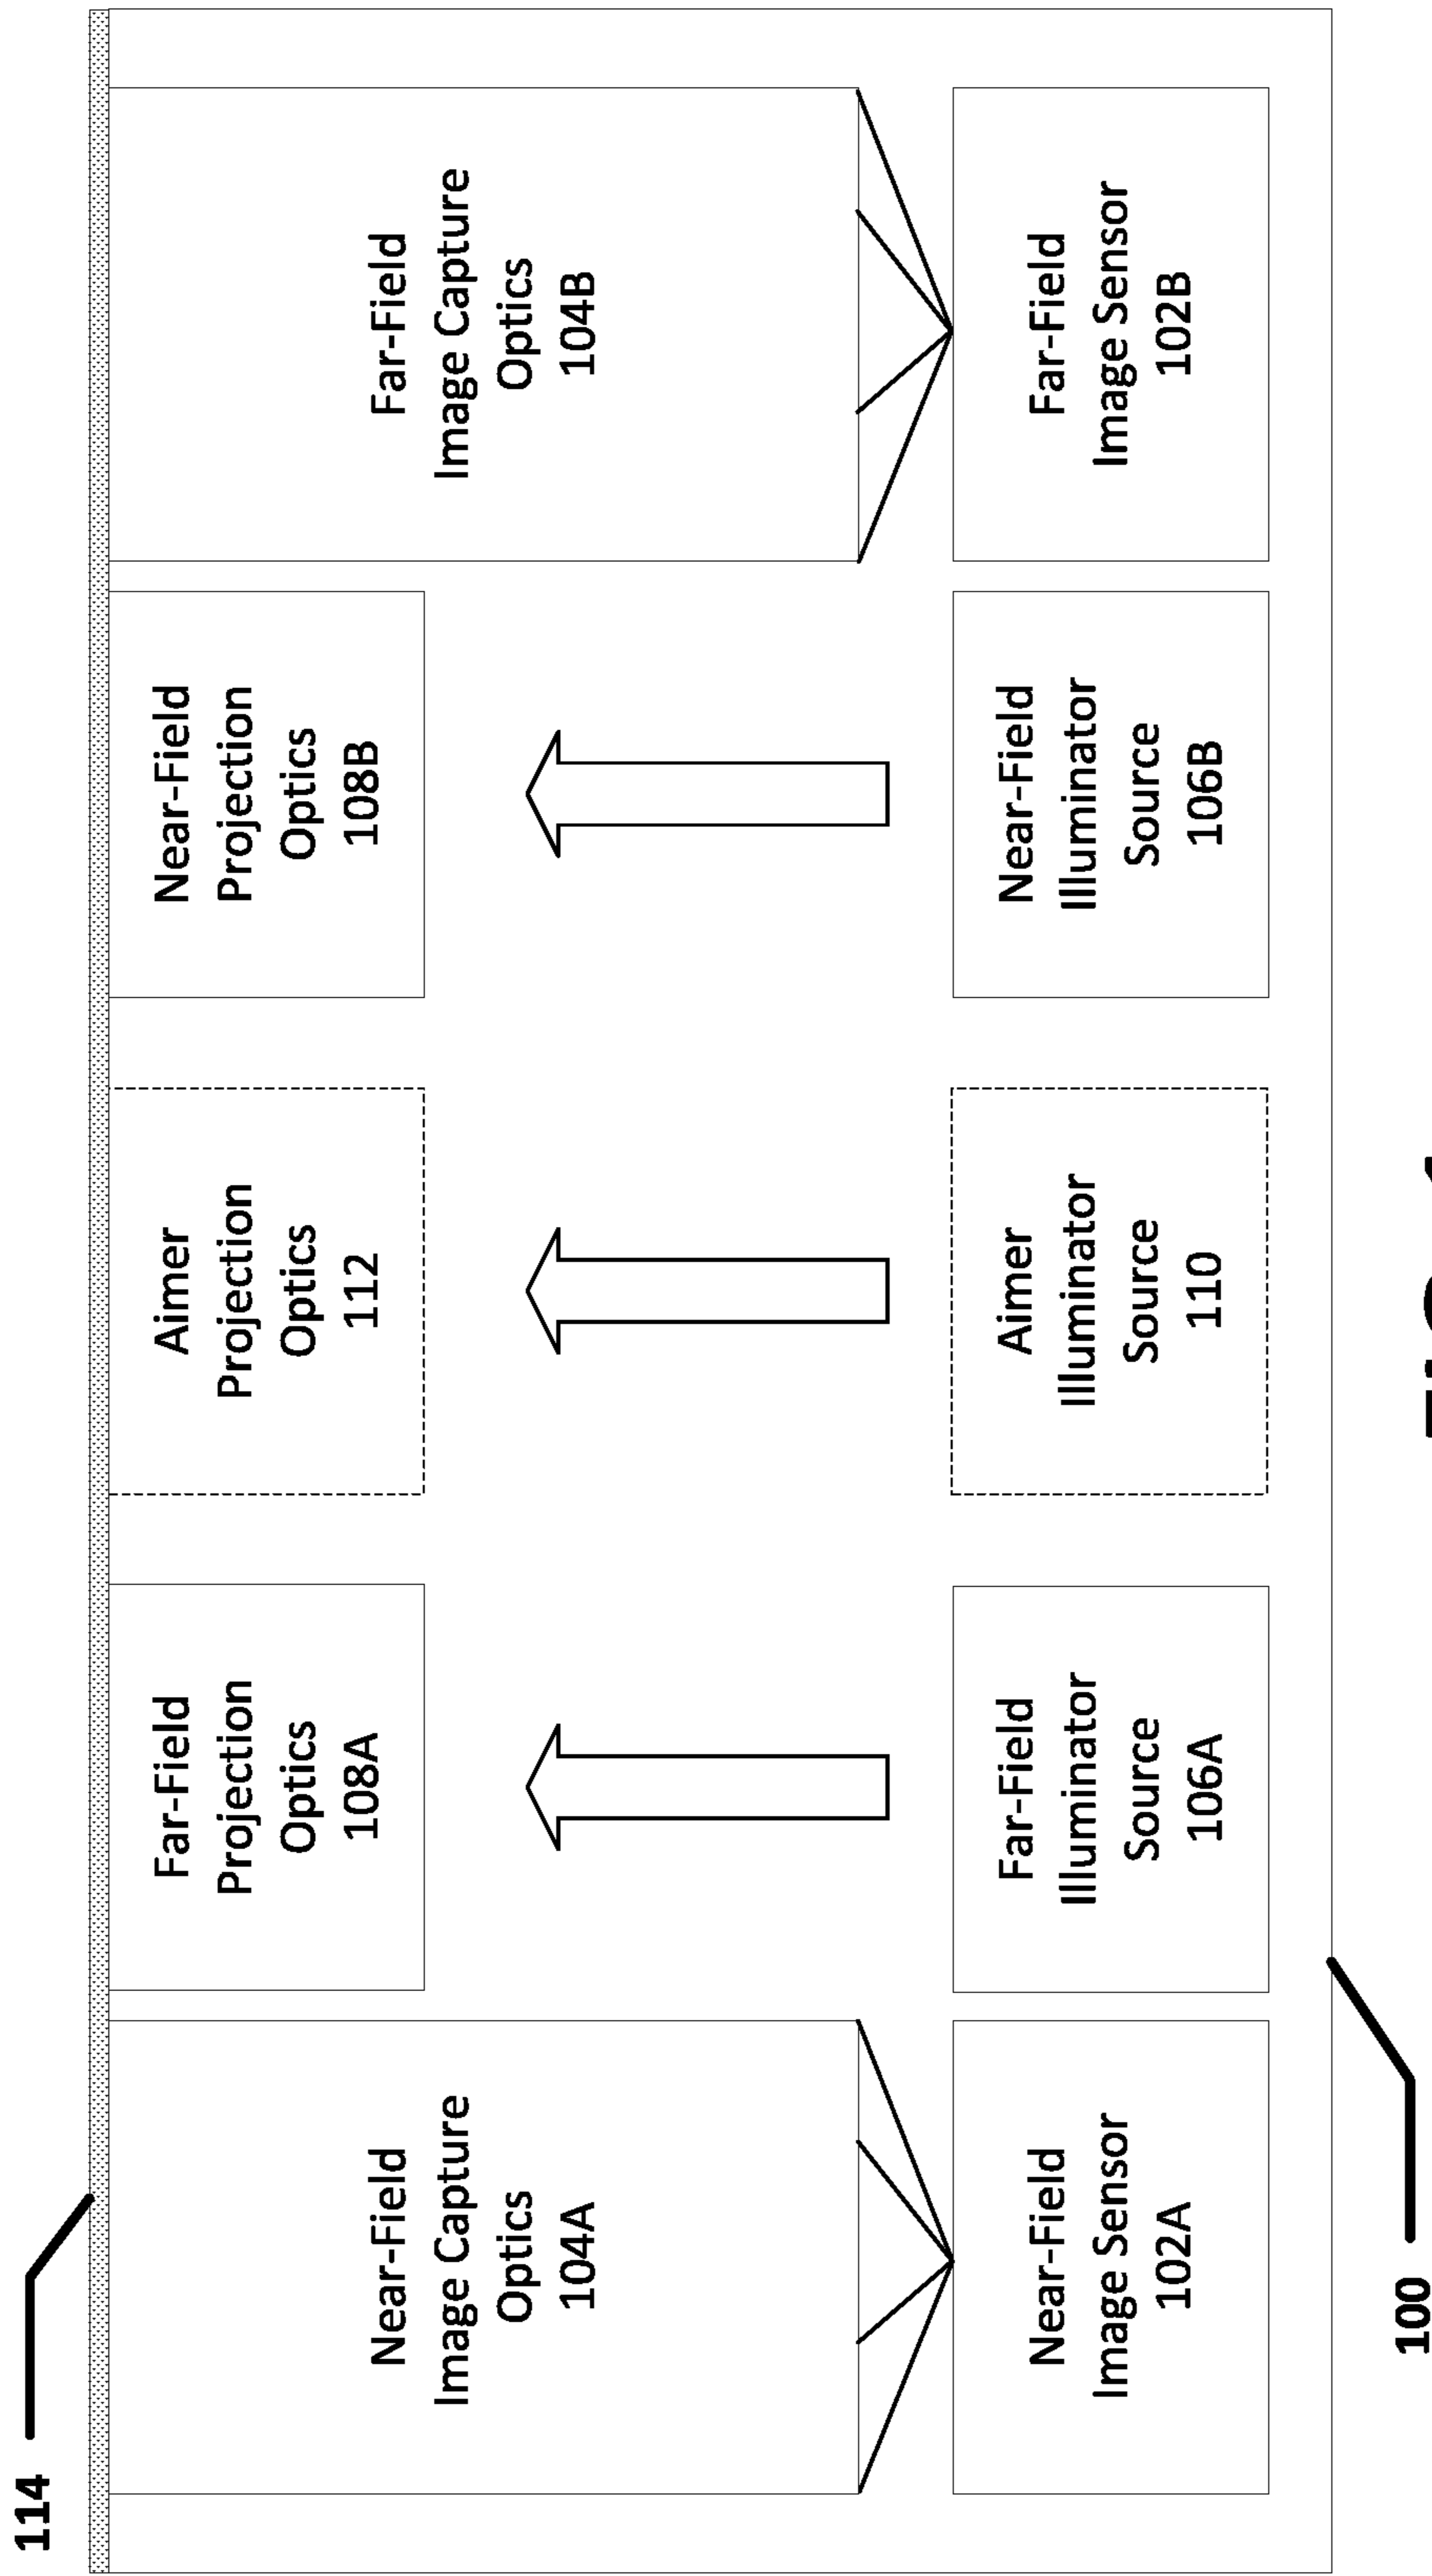 114
Near-Field
Image Capture
Optics
104A
Far-Field
Projection
Optics
108A
Aimer
Projection
Optics
112
Near-Field
Projection
Optics
108B
Far-Field
Image Capture
Optics
104B
Near-Field
Image Sensor
102A
Far-Field
Illuminator
Source
106A
Aimer
Illuminator
Source
110
Near-Field
Illuminator
Source
106B
Far-Field
Image Sensor
102B
100